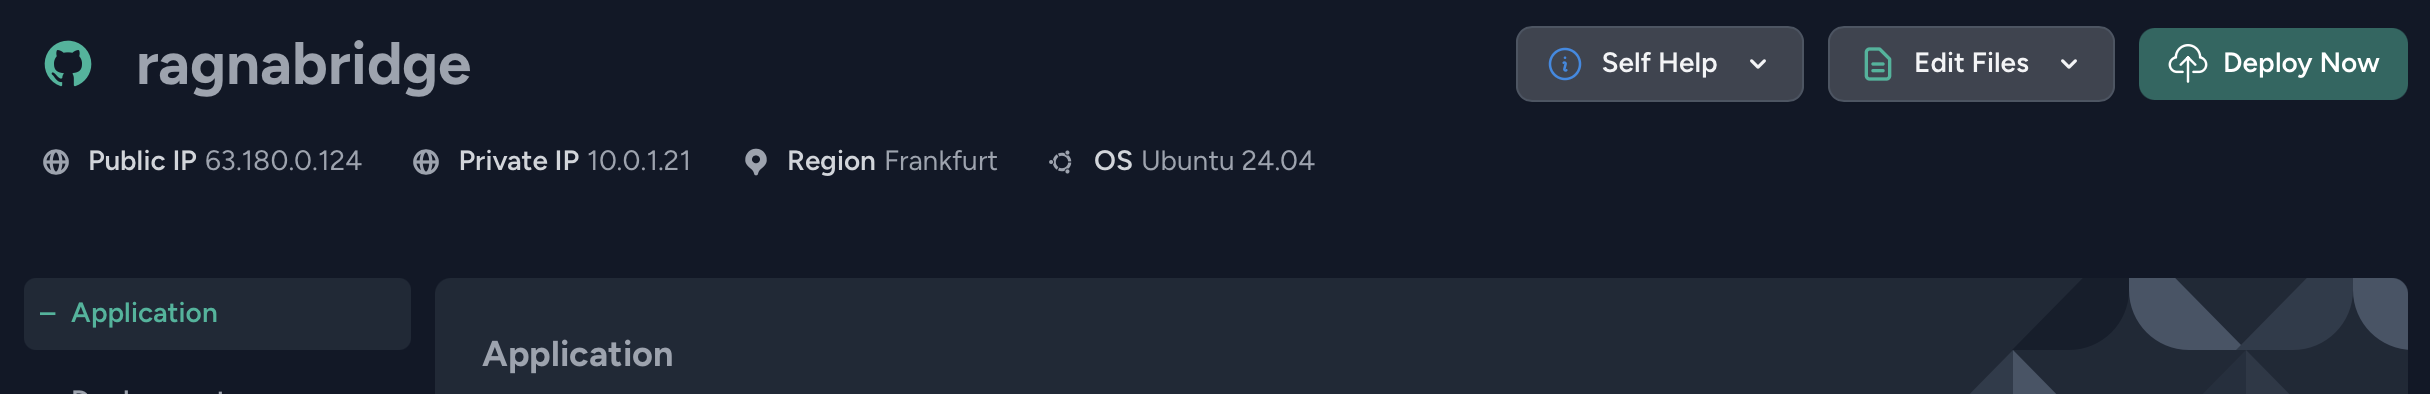 ragnabridge
Self Help
Edit Files
Deploy Now
Public IP 63.180.0.124
Private IP 10.0.1.21
Region Frankfurt
OS Ubuntu 24.04
– Application
Application